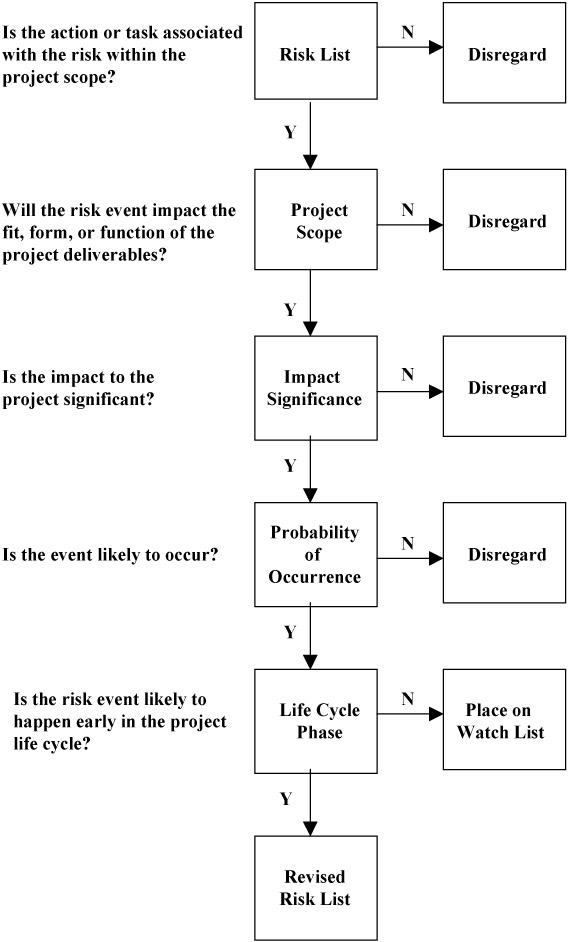 Is the action or task associated
with the risk within the
project scope?
Risk List
N
Disregard
Y
Will the risk event impact the
fit, form, or function of the
project deliverables?
Project
Scope
N
Disregard
Y
Is the impact to the
project significant?
Impact
Significance
N
Disregard
Y
Is the event likely to occur?
Probability
of
Occurrence
N
Disregard
Y
Is the risk event likely to
happen early in the project
life cycle?
Life Cycle
Phase
N
Place on
Watch List
Y
Revised
Risk List